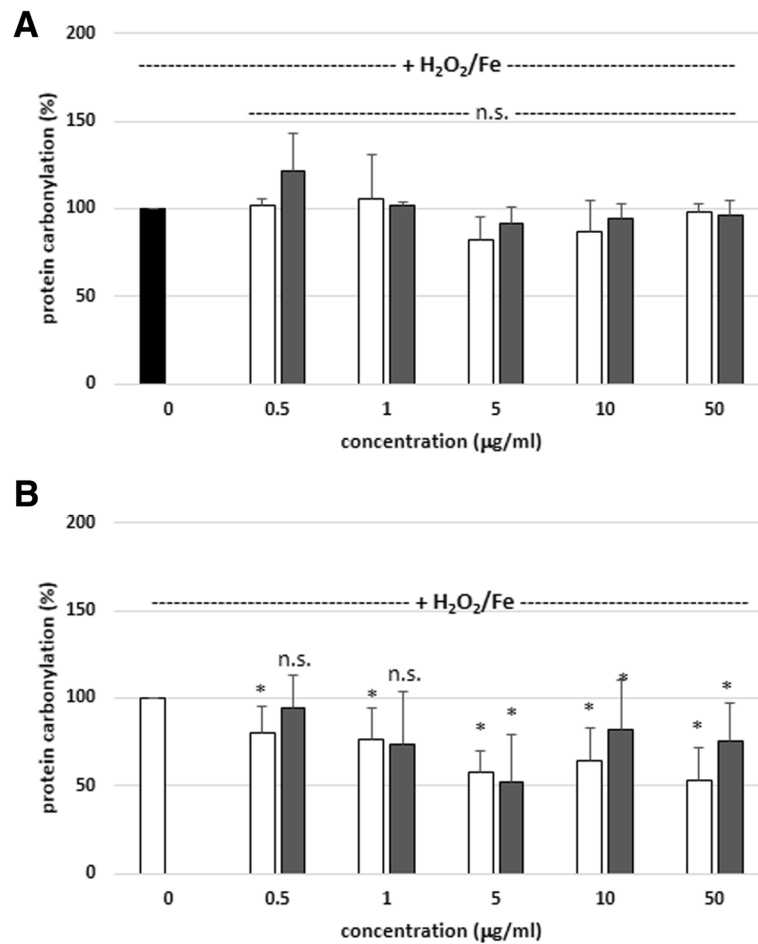 A
200
+ H₂O₂/Fe
150
n.s.
100
50
0
protein carbonylation (%)
0 0.5 1 5 10 50
concentration (µg/ml)
B
200
150
+ H₂O₂/Fe
n.s.
n.s.
100
* * * * * * * *
50
0
protein carbonylation (%)
0 0.5 1 5 10 50
concentration (µg/ml)